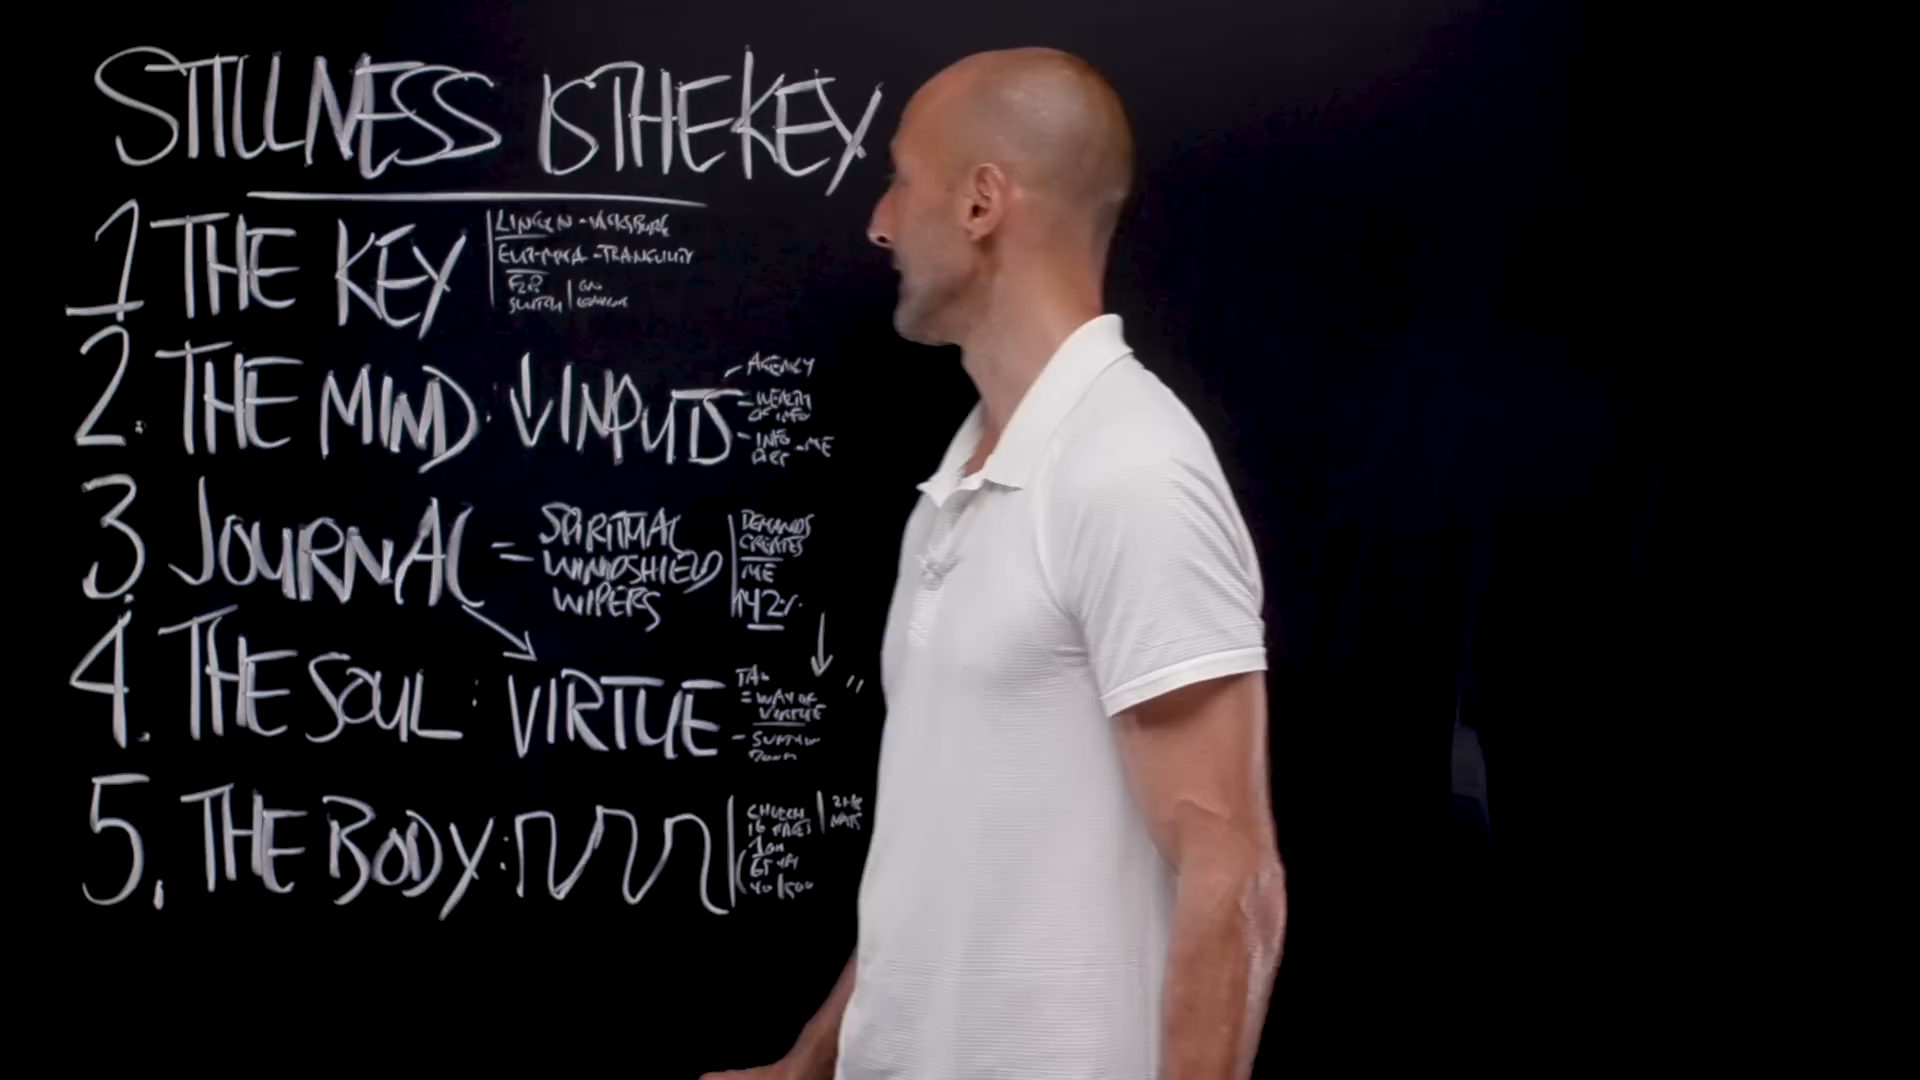 STILLNESS IS THE KEY
1 THE KEY
LINCOLN - VICKSBURG
EUTHYMIA - TRANQUILITY
SWITCH
2. THE MIND: ↓ INPUTS
- AGENCY
- WEALTH
OF INFO
- INFO
DIET - ME
3. JOURNAL = SPIRITUAL
WINDSHIELD
WIPERS
DEMANDS
CREATES
ME
42%
4. THE SOUL: VIRTUE
TAO
= WAY OF
VIRTUE
5. THE BODY:
CHURCH